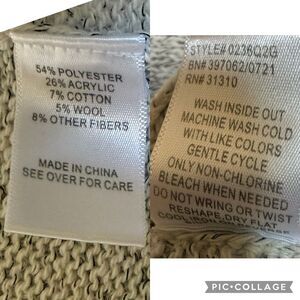 54% POLYESTER
26% ACRYLIC
7% COTTON
5% WOOL
8% OTHER FIBERS
MADE IN CHINA
SEE OVER FOR CARE
STYLE# 0236Q2G
BN# 397062/0721
RN# 31310
WASH INSIDE OUT
MACHINE WASH COLD
WITH LIKE COLORS
GENTLE CYCLE
ONLY NON-CHLORINE
BLEACH WHEN NEEDED
DO NOT WRING OR TWIST
RESHAPE, DRY FLAT
COOL IRON
PIC•COLLAGE